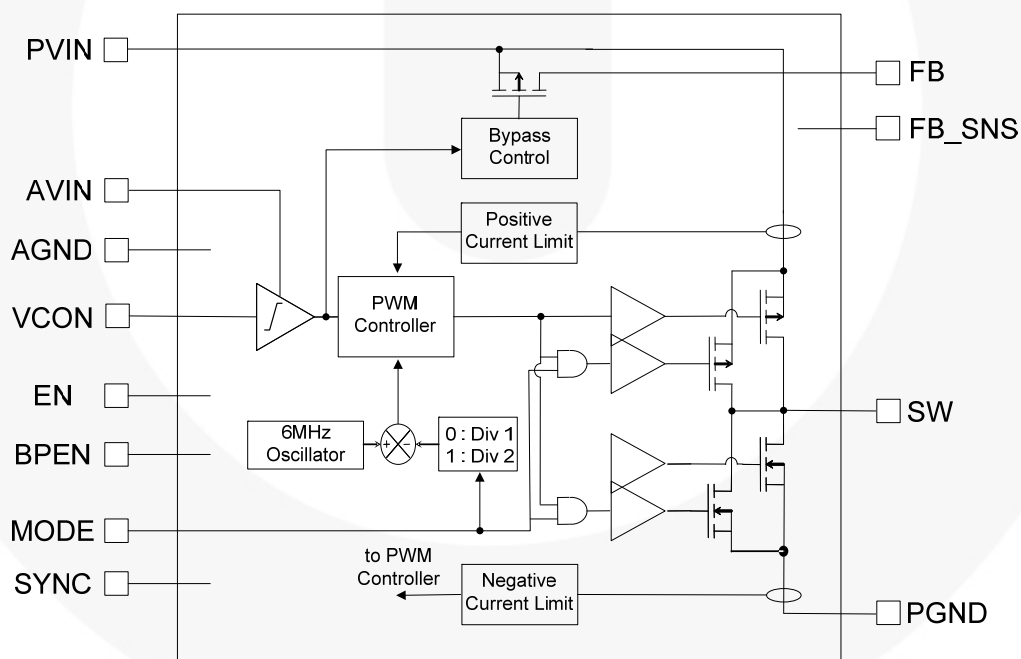 PVIN
FB
FB_SNS
Bypass
Control
AVIN
Positive
Current Limit
AGND
PWM
Controller
VCON
EN
SW
6MHz
Oscillator
+
-
0 : Div 1
1 : Div 2
BPEN
MODE
to PWM
Controller
SYNC
Negative
Current Limit
PGND